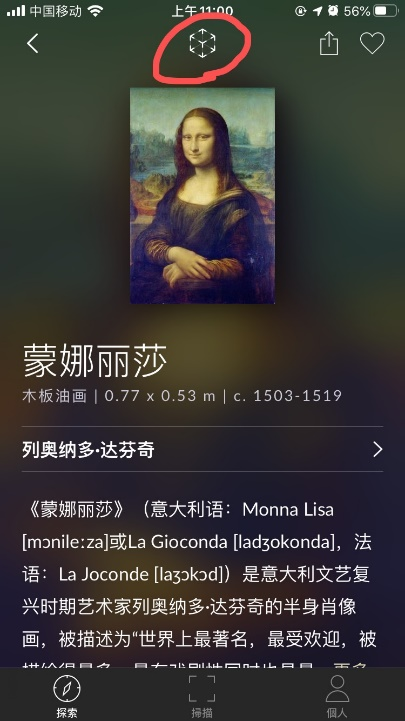 中国移动 上午11:00 56%
蒙娜丽莎
木板油画 | 0.77 x 0.53 m | c. 1503-1519
列奥纳多·达芬奇
《蒙娜丽莎》（意大利语：Monna Lisa
[mɔnileːza]或La Gioconda [ladʒokonda]，法
语：La Joconde [laʒɔkɔd]）是意大利文艺复
兴时期艺术家列奥纳多·达芬奇的半身肖像
画，被描述为“世界上最著名，最受欢迎，被
探索 扫描 個人